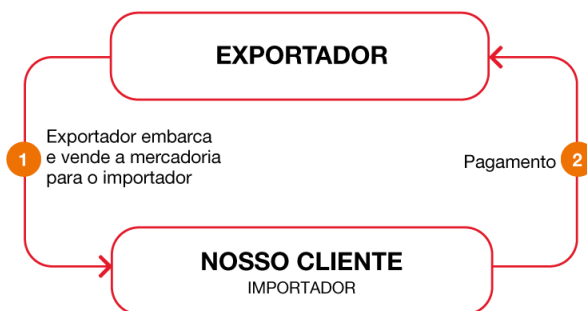 EXPORTADOR
1
Exportador embarca
e vende a mercadoria
para o importador
Pagamento
2
NOSSO CLIENTE
IMPORTADOR